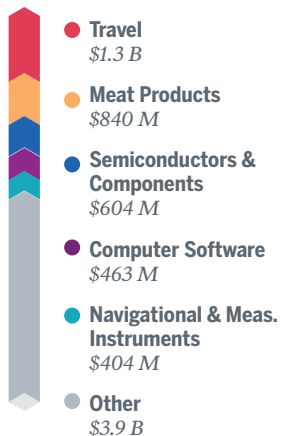 Travel
$1.3 B
Meat Products
$840 M
Semiconductors &
Components
$604 M
Computer Software
$463 M
Navigational & Meas.
Instruments
$404 M
Other
$3.9 B